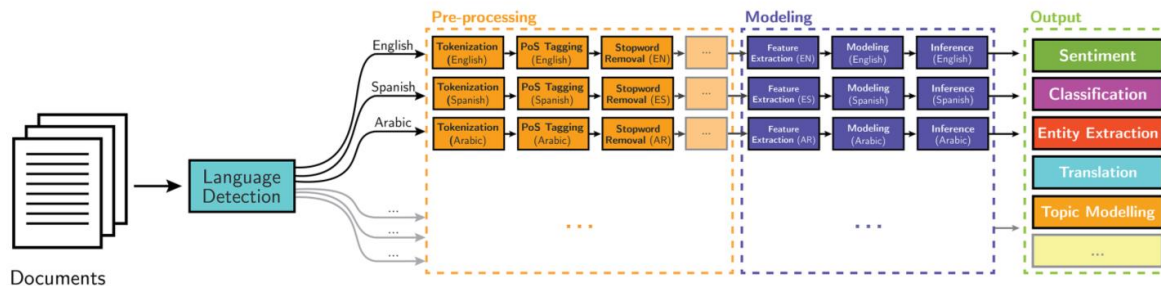 Pre-processing
Modeling
Output
English
Tokenization
(English)
PoS Tagging
(English)
Stopword
Removal (EN)
...
Feature
Extraction (EN)
Modeling
(English)
Inference
(English)
Sentiment
Spanish
Tokenization
(Spanish)
PoS Tagging
(Spanish)
Stopword
Removal (ES)
...
Feature
Extraction (ES)
Modeling
(Spanish)
Inference
(Spanish)
Classification
Arabic
Tokenization
(Arabic)
PoS Tagging
(Arabic)
Stopword
Removal (AR)
...
Feature
Extraction (AR)
Modeling
(Arabic)
Inference
(Arabic)
Entity Extraction
Language
Detection
Translation
...
...
...
...
...
Topic Modelling
...
Documents